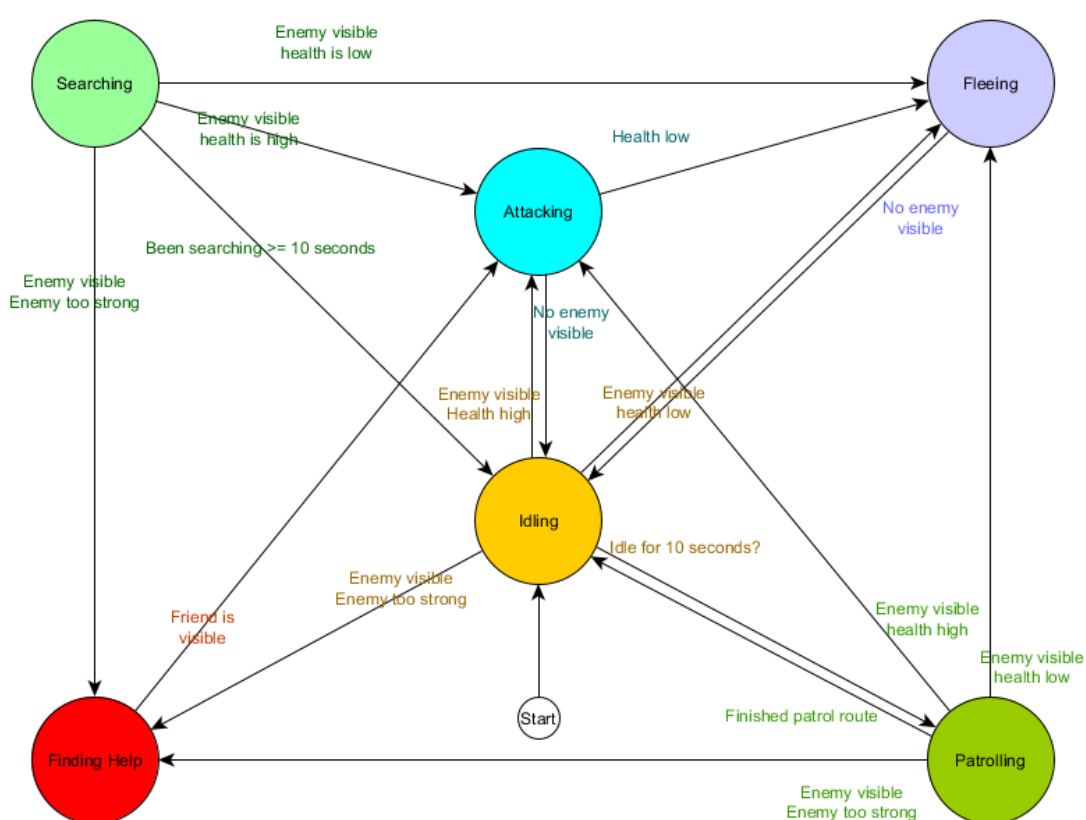 Enemy visible
health is low
Searching
Fleeing
Enemy visible
health is high
Health low
Attacking
No enemy
visible
Been searching >= 10 seconds
Enemy visible
Enemy too strong
No enemy
visible
Enemy visible
Health high
Enemy visible
health low
Idling
Idle for 10 seconds?
Enemy visible
Enemy too strong
Friend is
visible
Enemy visible
health high
Enemy visible
health low
Start
Finished patrol route
Finding Help
Patrolling
Enemy visible
Enemy too strong